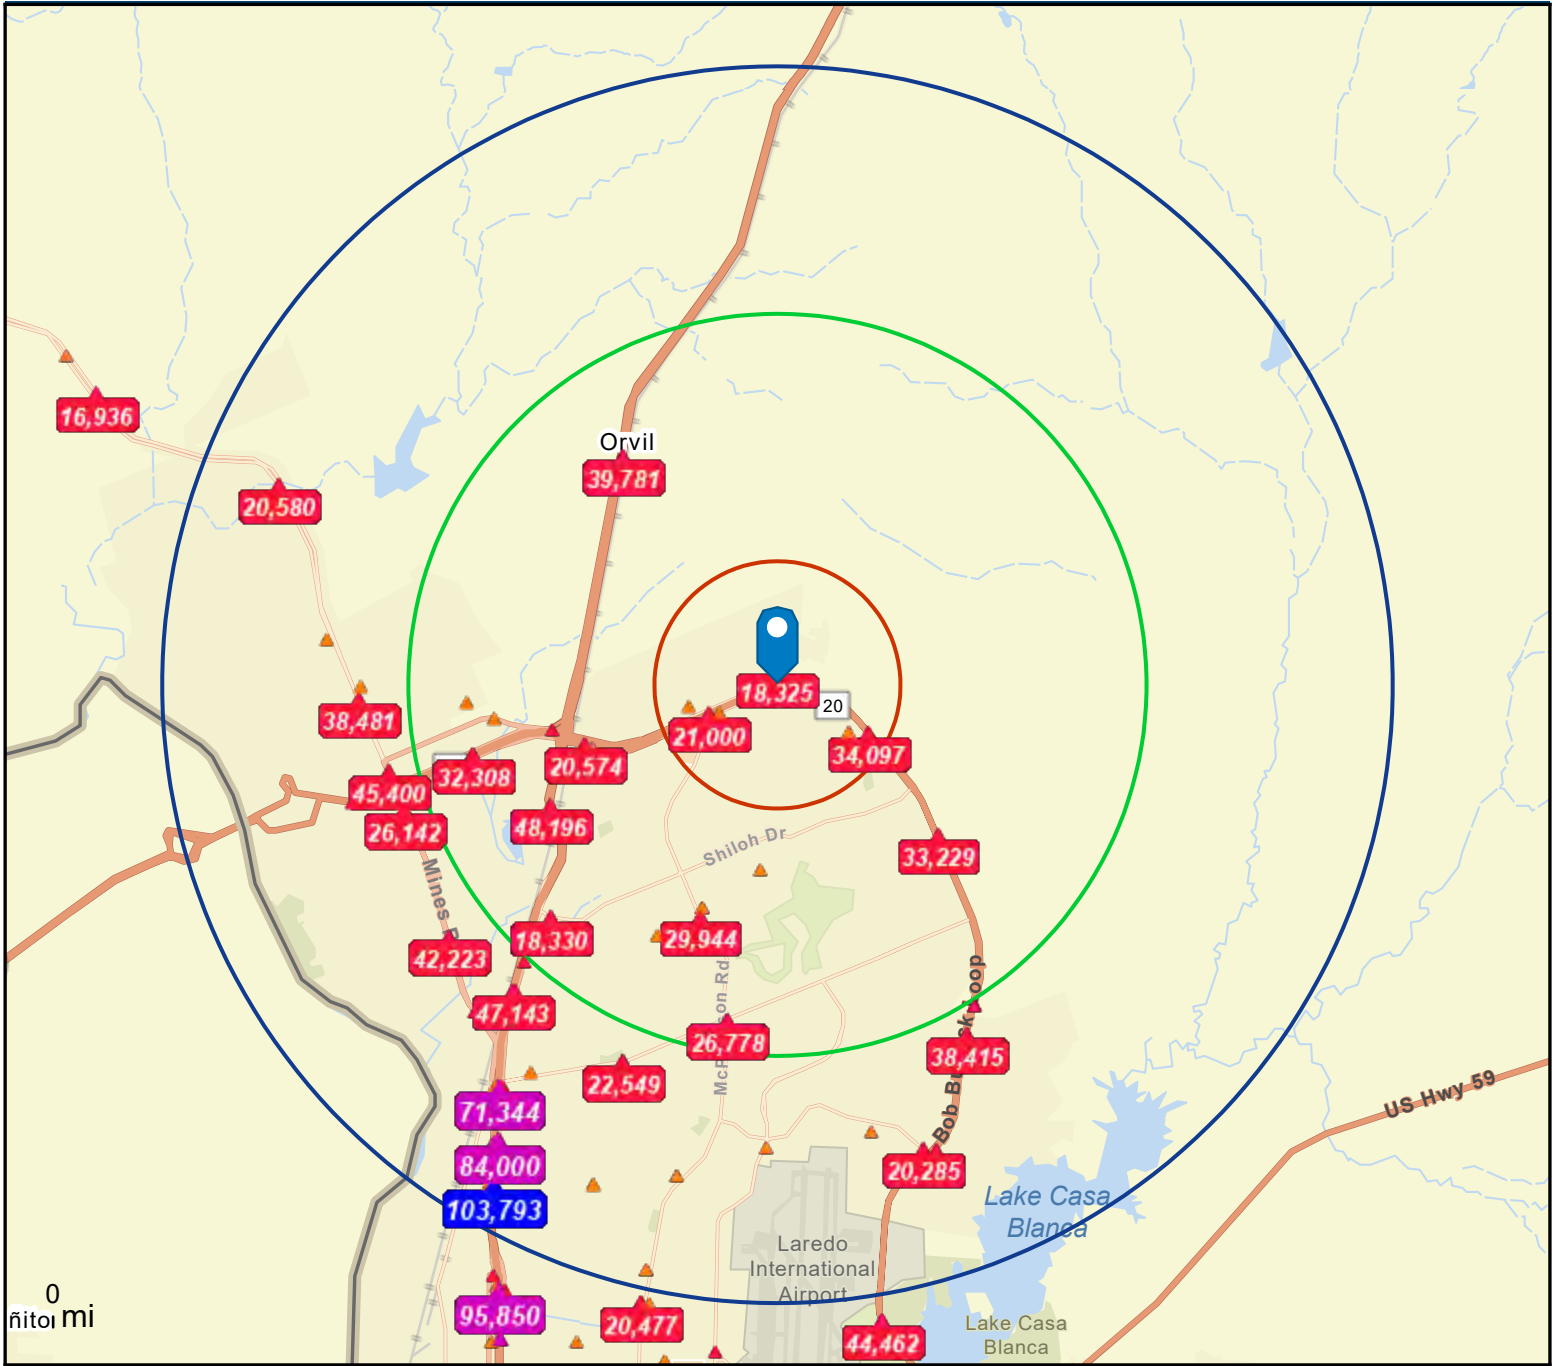 16,936
Orvil
39,781
20,580
18,325
20
38,481
21,000
34,097
20,574
32,308
45,400
26,142
48,196
Shiloh Dr
33,229
Mines
18,330
29,944
42,223
47,143
26,778
38,415
22,549
71,344
US Hwy 59
84,000
20,285
103,793
Lake Casa
Blanca
Laredo
International
Airport
0
mi
95,850
20,477
44,462
Lake Casa
Blanca